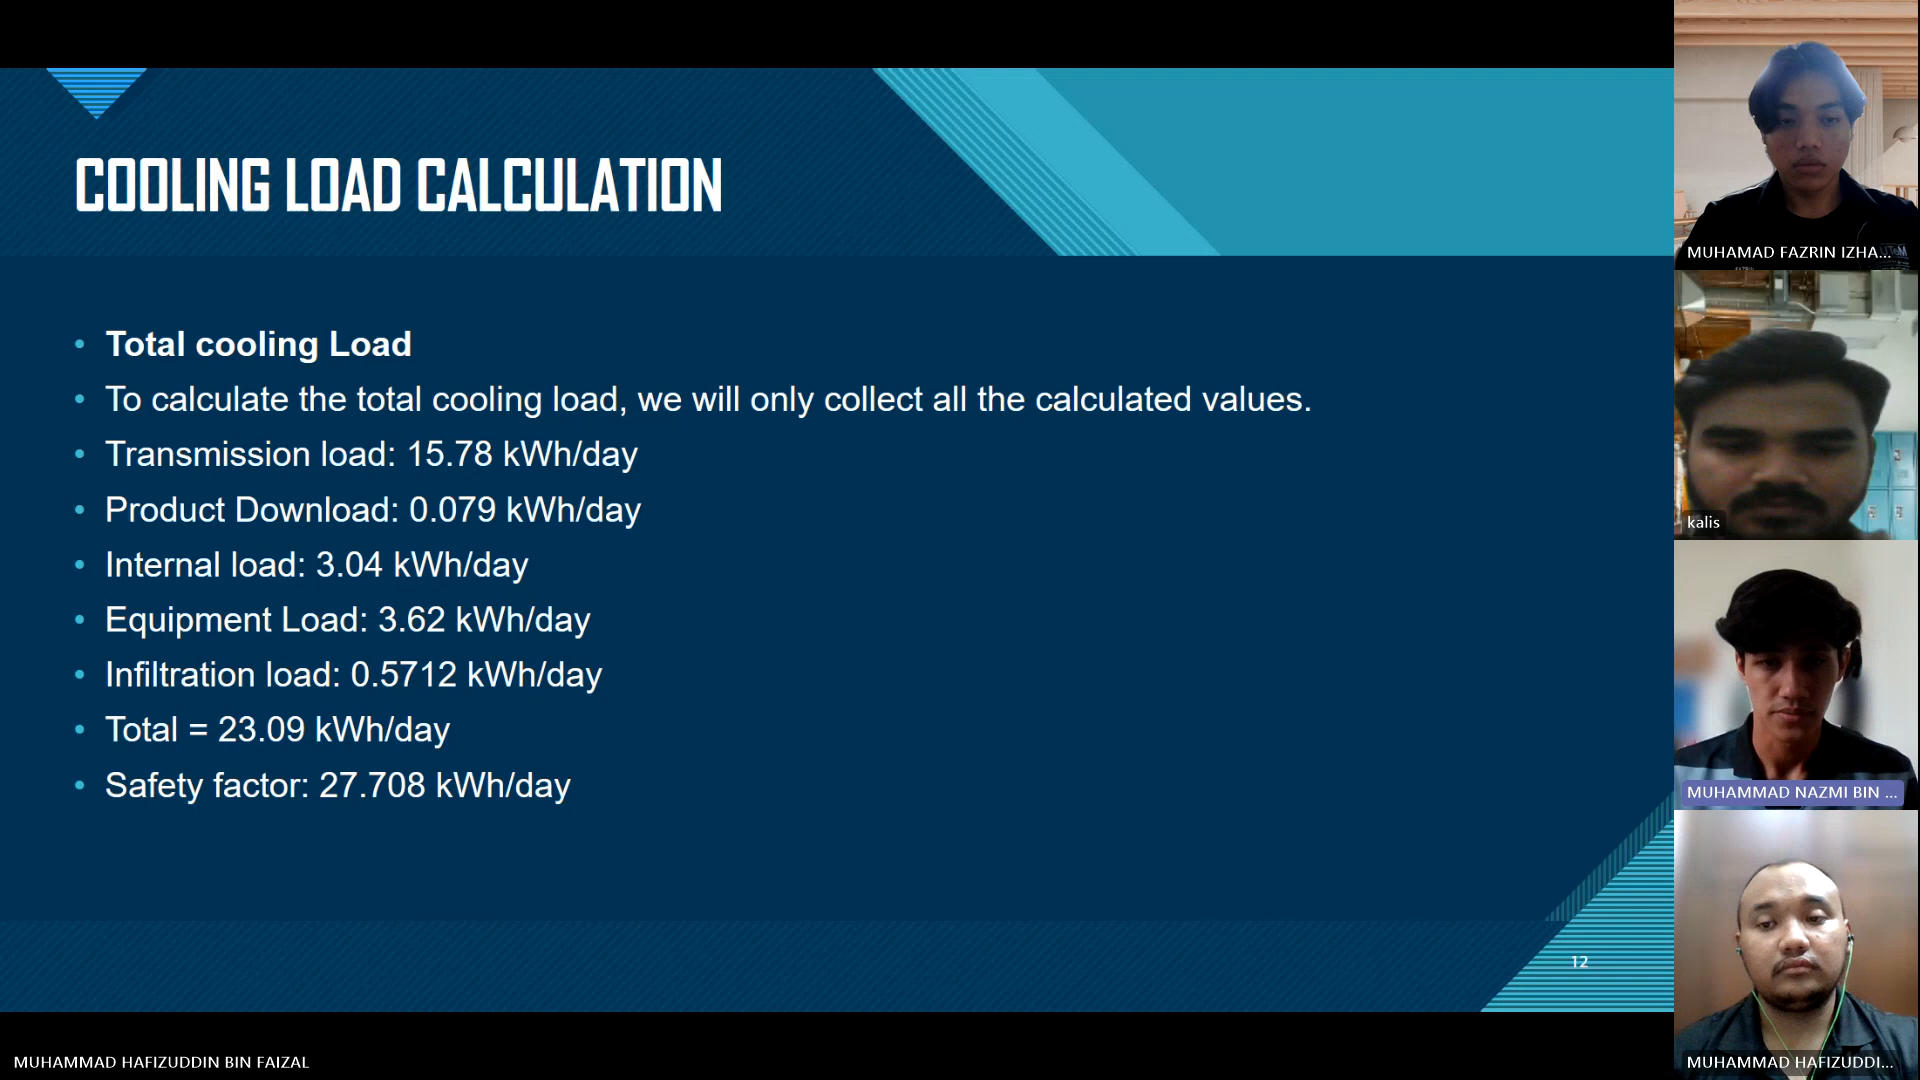 COOLING LOAD CALCULATION
• Total cooling Load
• To calculate the total cooling load, we will only collect all the calculated values.
• Transmission load: 15.78 kWh/day
• Product Download: 0.079 kWh/day
• Internal load: 3.04 kWh/day
• Equipment Load: 3.62 kWh/day
• Infiltration load: 0.5712 kWh/day
• Total = 23.09 kWh/day
• Safety factor: 27.708 kWh/day
12
MUHAMMAD HAFIZUDDIN BIN FAIZAL
MUHAMAD FAZRIN IZHA...
kalis
MUHAMMAD NAZMI BIN ...
MUHAMMAD HAFIZUDDI...